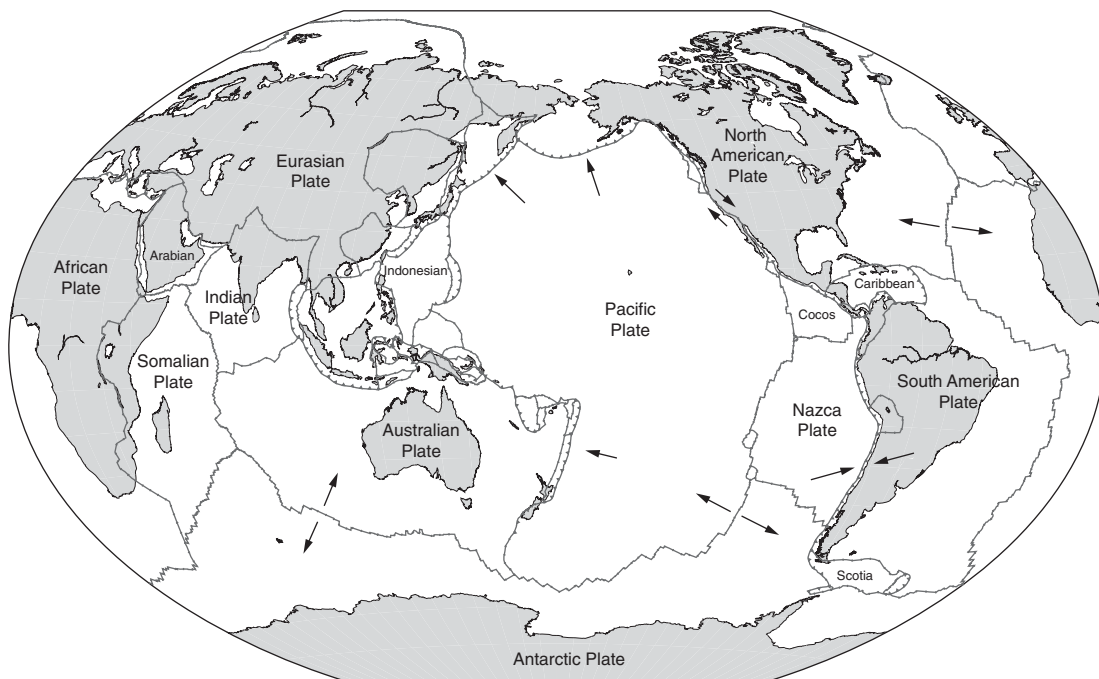 North
American
Plate
Eurasian
Plate
Arabian
African
Plate
Indian
Plate
Indonesian
Caribbean
Pacific
Plate
Cocos
Somalian
Plate
South American
Plate
Nazca
Plate
Australian
Plate
Scotia
Antarctic Plate